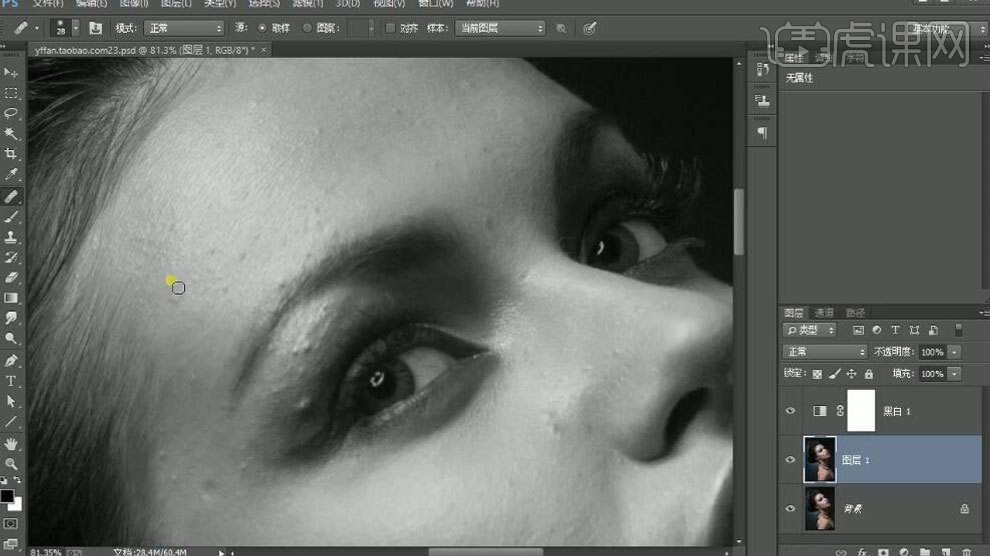 PS 文件(F) 编辑(E) 图像(I) 图层(L) 类型(Y) 选择(S) 滤镜(T) 3D(D) 视图(V) 窗口(W) 帮助(H)
28 模式: 正常 源: 取样 图案: 对齐 样本: 当前图层 基本功能
虎课网
yffan.taobao.com23.psd @ 81.3% (图层 1, RGB/8*) * ×
属性 字符
无属性
图层 通道 路径
类型
正常 不透明度: 100%
锁定: 填充: 100%
黑白 1
图层 1
背景
81.35% 文档:28.4M/60.4M